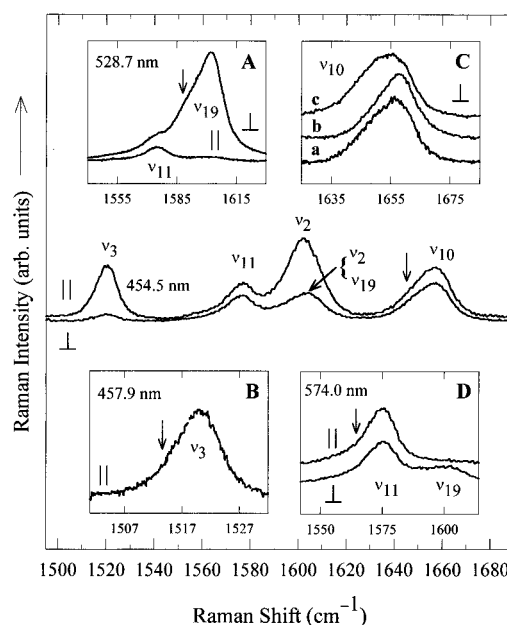 528.7 nm
A
ν19
⊥
||
ν11
1555 1585 1615
ν10
C
⊥
c
b
a
1635 1655 1675
ν3
||
454.5 nm
⊥
ν11
ν2
{ν2
ν19
ν10
457.9 nm
B
||
ν3
1507 1517 1527
574.0 nm
D
||
⊥
ν11
ν19
1550 1575 1600
1500 1520 1540 1560 1580 1600 1620 1640 1660 1680
Raman Shift (cm⁻¹)
Raman Intensity (arb. units)